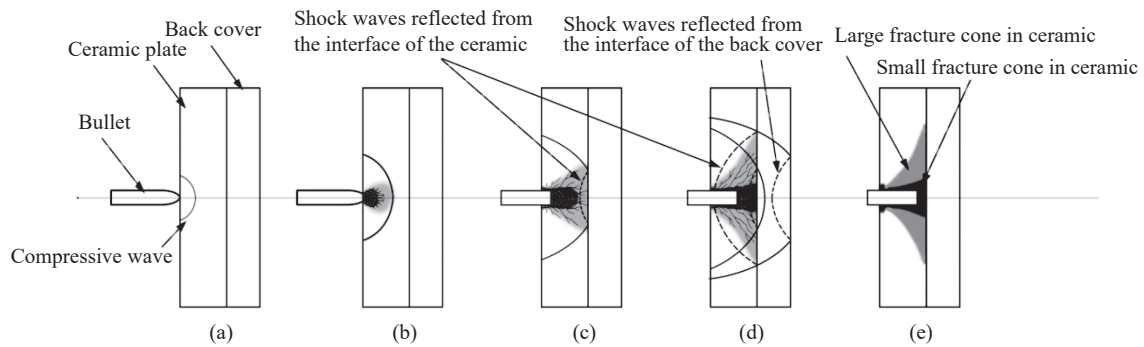 Back cover
Ceramic plate
Bullet
Compressive wave
Shock waves reflected from
the interface of the ceramic
Shock waves reflected from
the interface of the back cover
Large fracture cone in ceramic
Small fracture cone in ceramic
(a)
(b)
(c)
(d)
(e)